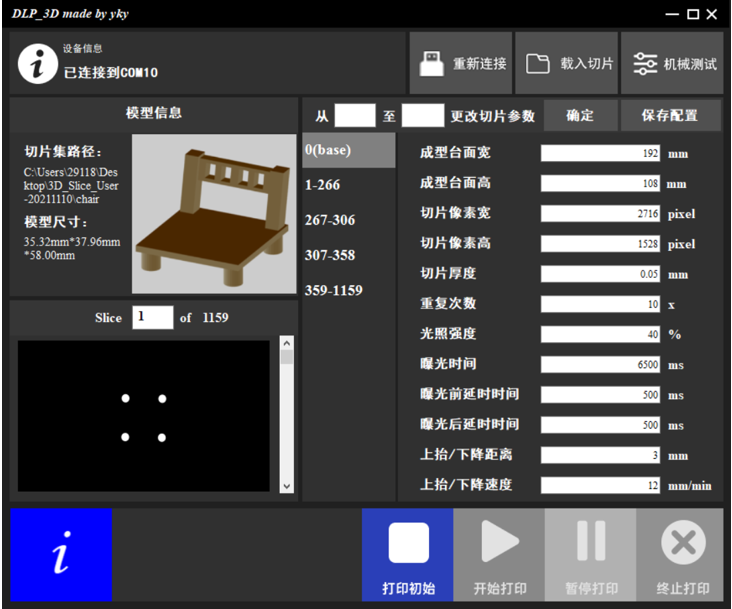 DLP_3D made by yky
设备信息
已连接到COM10
重新连接
载入切片
机械测试
模型信息
切片集路径：
C:\Users\29118\Des
ktop\3D_Slice_User
-20211110\chair
模型尺寸：
35.32mm*37.96mm
*58.00mm
Slice 1 of 1159
从 至 更改切片参数 确定 保存配置
0(base)
1-266
267-306
307-358
359-1159
成型台面宽 192 mm
成型台面高 108 mm
切片像素宽 2716 pixel
切片像素高 1528 pixel
切片厚度 0.05 mm
重复次数 10 x
光照强度 40 %
曝光时间 6500 ms
曝光前延时时间 500 ms
曝光后延时时间 500 ms
上抬/下降距离 3 mm
上抬/下降速度 12 mm/min
i
打印初始
开始打印
暂停打印
终止打印